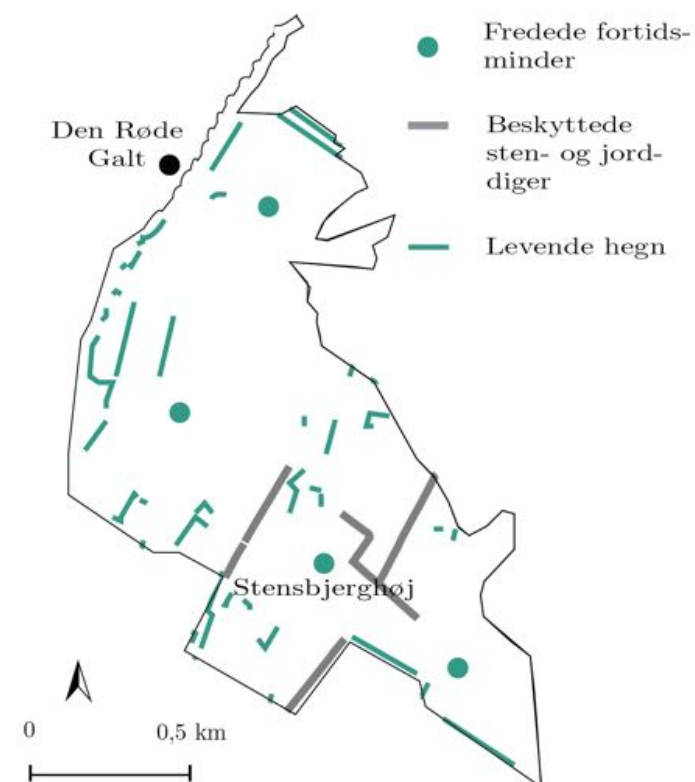 Fredede fortids-
minder
Den Røde
Galt
Beskyttede
sten- og jord-
diger
Levende hegn
Stensbjerghøj
0
0,5 km